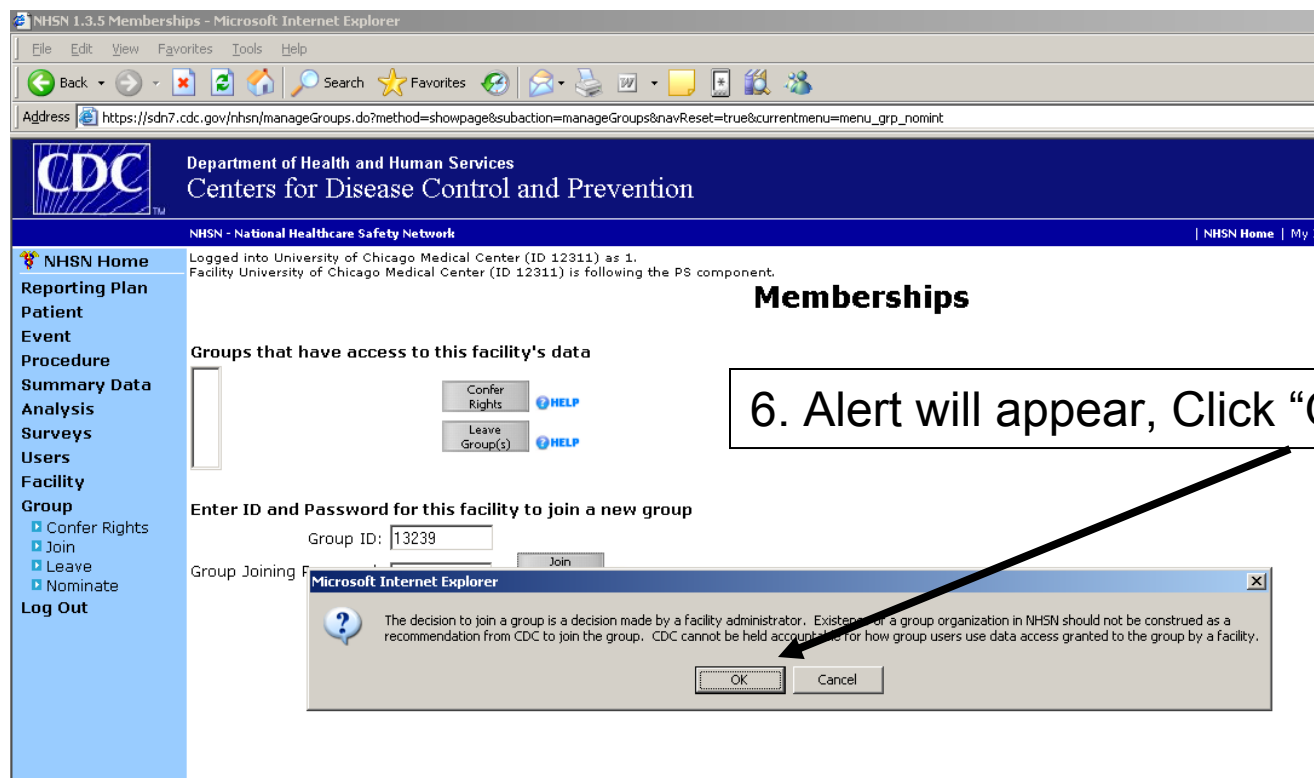 NHSN 1.3.5 Memberships - Microsoft Internet Explorer
File Edit View Favorites Tools Help
Back Search Favorites
Address https://sdn7.cdc.gov/nhsn/manageGroups.do?method=showpage&subaction=manageGroups&navReset=true&currentmenu=menu_grp_nomint
CDC TM
Department of Health and Human Services
Centers for Disease Control and Prevention
NHSN - National Healthcare Safety Network | NHSN Home | My
NHSN Home
Reporting Plan
Patient
Event
Procedure
Summary Data
Analysis
Surveys
Users
Facility
Group
Confer Rights
Join
Leave
Nominate
Log Out
Logged into University of Chicago Medical Center (ID 12311) as 1.
Facility University of Chicago Medical Center (ID 12311) is following the PS component.
Memberships
Groups that have access to this facility's data
Confer
Rights
HELP
Leave
Group(s)
HELP
6. Alert will appear, Click “
Enter ID and Password for this facility to join a new group
Group ID: 13239
Group Joining
Join
Microsoft Internet Explorer
The decision to join a group is a decision made by a facility administrator. Existence of a group organization in NHSN should not be construed as a
recommendation from CDC to join the group. CDC cannot be held accountable for how group users use data access granted to the group by a facility.
OK Cancel